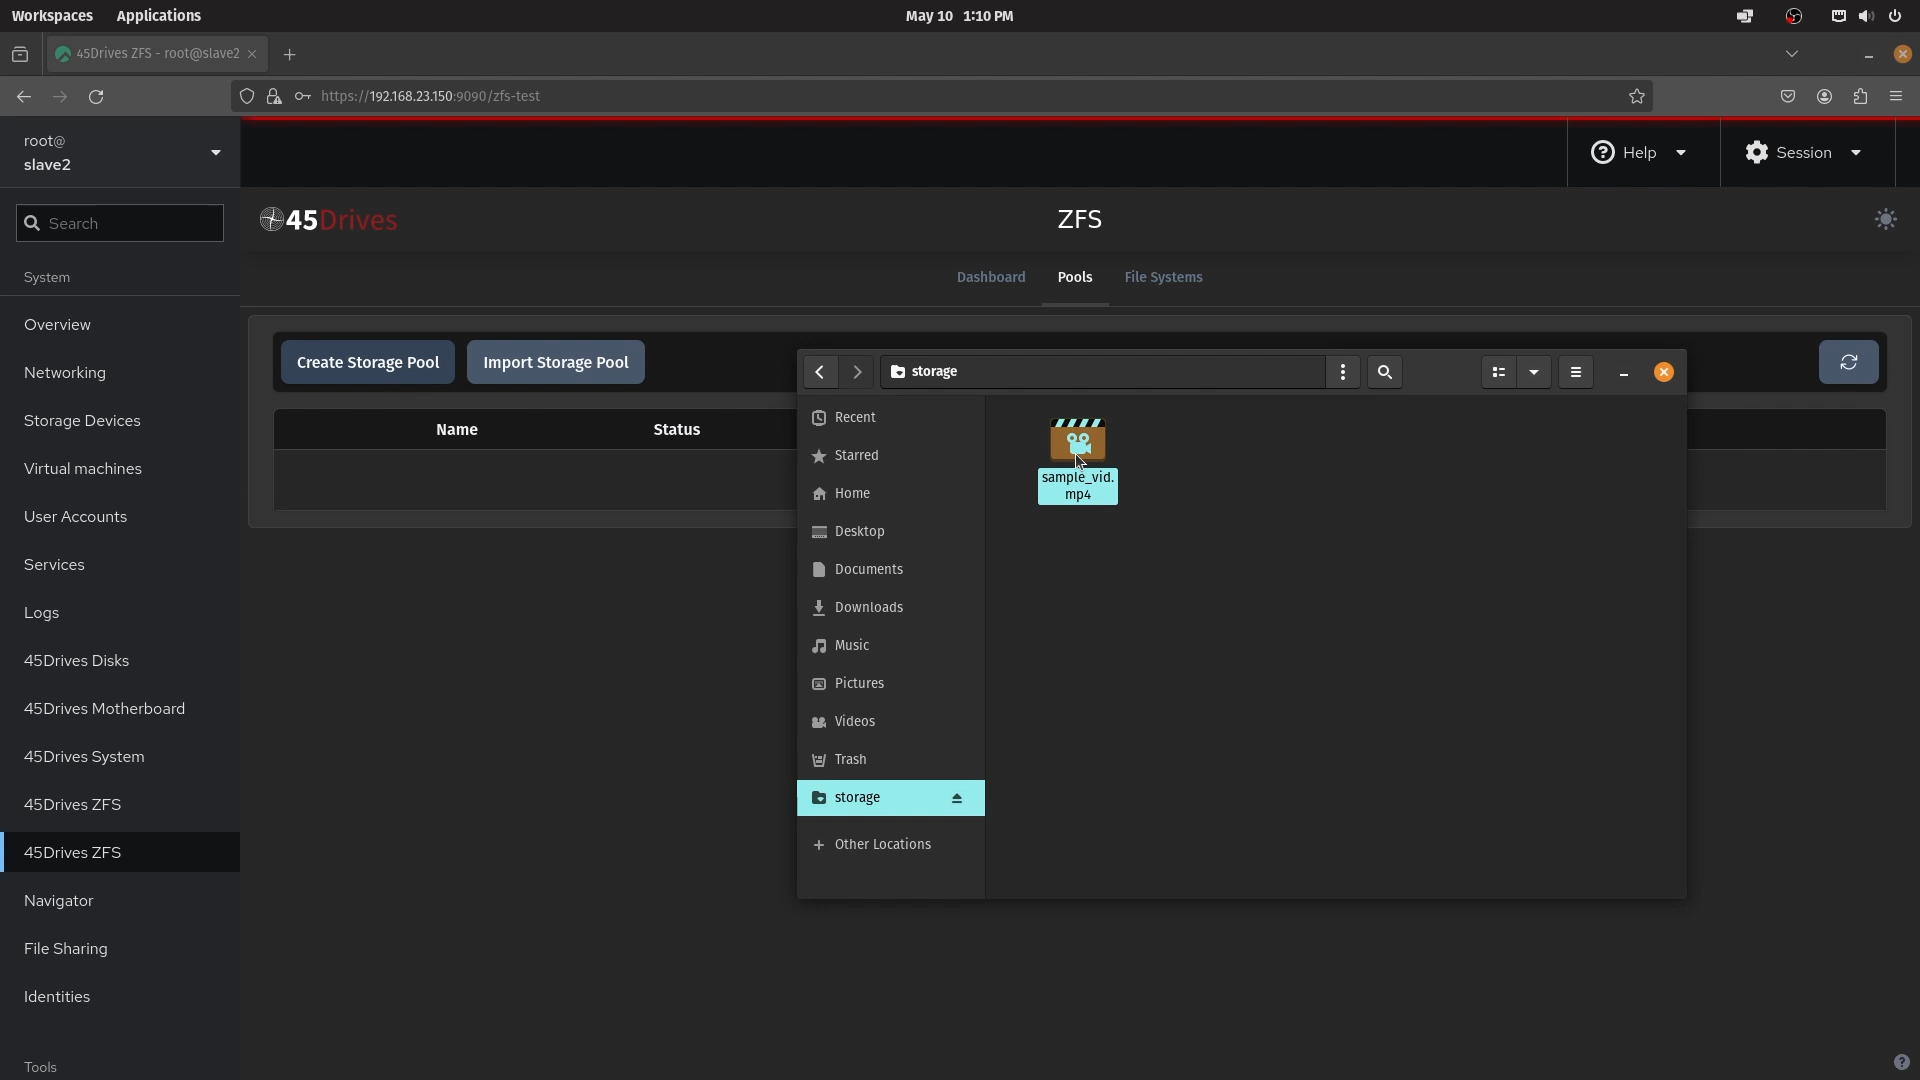 Workspaces
Applications
May 10 1:10 PM
45Drives ZFS - root@slave2
https://192.168.23.150:9090/zfs-test
root@
slave2
Help
Session
Search
45Drives
ZFS
System
Dashboard
Pools
File Systems
Overview
Networking
Storage Devices
Virtual machines
User Accounts
Services
Logs
45Drives Disks
45Drives Motherboard
45Drives System
45Drives ZFS
45Drives ZFS
Navigator
File Sharing
Identities
Tools
Create Storage Pool
Import Storage Pool
Name
Status
storage
Recent
Starred
Home
Desktop
Documents
Downloads
Music
Pictures
Videos
Trash
storage
Other Locations
sample_vid.
mp4